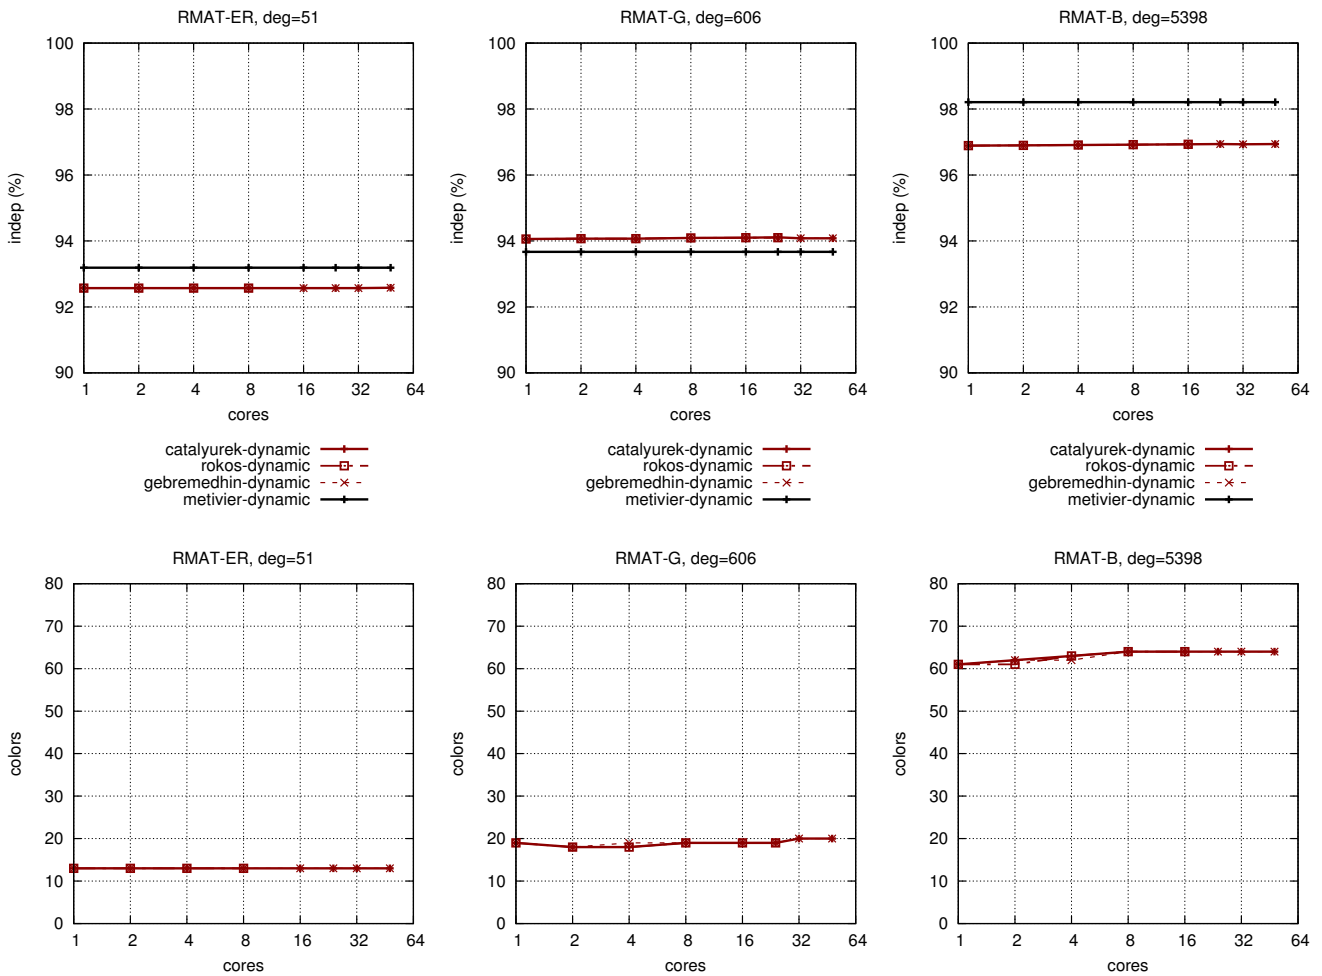 RMAT-ER, deg=51
100
98
96
94
92
90
indep (%)
1 2 4 8 16 32 64
cores
catalyurek-dynamic
rokos-dynamic
gebremedhin-dynamic
metivier-dynamic
RMAT-G, deg=606
100
98
96
94
92
90
indep (%)
1 2 4 8 16 32 64
cores
catalyurek-dynamic
rokos-dynamic
gebremedhin-dynamic
metivier-dynamic
RMAT-B, deg=5398
100
98
96
94
92
90
indep (%)
1 2 4 8 16 32 64
cores
catalyurek-dynamic
rokos-dynamic
gebremedhin-dynamic
metivier-dynamic
RMAT-ER, deg=51
80
70
60
50
40
30
20
10
0
colors
1 2 4 8 16 32 64
cores
RMAT-G, deg=606
80
70
60
50
40
30
20
10
0
colors
1 2 4 8 16 32 64
cores
RMAT-B, deg=5398
80
70
60
50
40
30
20
10
0
colors
1 2 4 8 16 32 64
cores